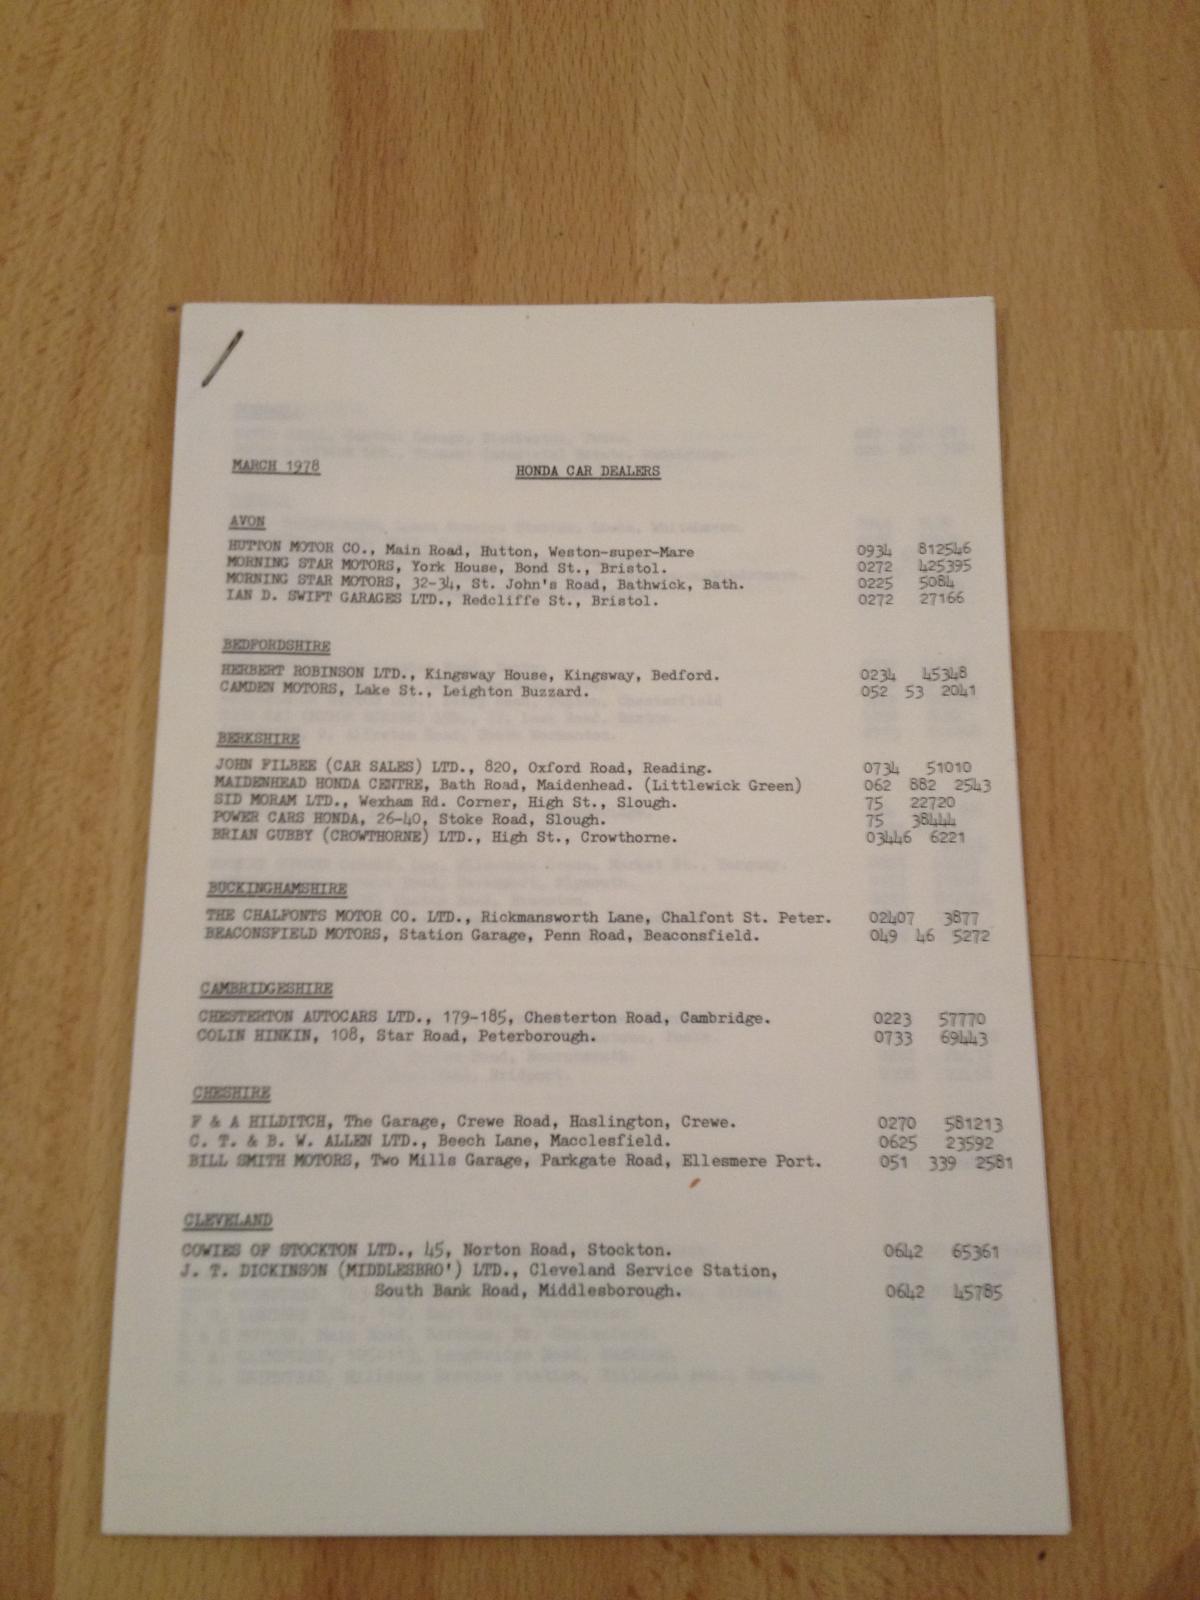 MARCH 1978 HONDA CAR DEALERS
AVON
HUTTON MOTOR CO., Main Road, Hutton, Weston-super-Mare 0934 812546
MORNING STAR MOTORS, York House, Bond St., Bristol. 0272 425395
MORNING STAR MOTORS, 32-34, St. John's Road, Bathwick, Bath. 0225 5084
IAN D. SWIFT GARAGES LTD., Redcliffe St., Bristol. 0272 27166
BEDFORDSHIRE
HERBERT ROBINSON LTD., Kingsway House, Kingsway, Bedford. 0234 45348
CAMDEN MOTORS, Lake St., Leighton Buzzard. 052 53 2041
BERKSHIRE
JOHN FILBEE (CAR SALES) LTD., 820, Oxford Road, Reading. 0734 51010
MAIDENHEAD HONDA CENTRE, Bath Road, Maidenhead. (Littlewick Green) 062 882 2543
SID MORAM LTD., Wexham Rd. Corner, High St., Slough. 75 22720
POWER CARS HONDA, 26-40, Stoke Road, Slough. 75 38444
BRIAN GUBBY (CROWTHORNE) LTD., High St., Crowthorne. 03446 6221
BUCKINGHAMSHIRE
THE CHALFONTS MOTOR CO. LTD., Rickmansworth Lane, Chalfont St. Peter. 02407 3877
BEACONSFIELD MOTORS, Station Garage, Penn Road, Beaconsfield. 049 46 5272
CAMBRIDGESHIRE
CHESTERTON AUTOCARS LTD., 179-185, Chesterton Road, Cambridge. 0223 57770
COLIN HINKIN, 108, Star Road, Peterborough. 0733 69443
CHESHIRE
F & A HILDITCH, The Garage, Crewe Road, Haslington, Crewe. 0270 581213
C. T. & B. W. ALLEN LTD., Beech Lane, Macclesfield. 0625 23592
BILL SMITH MOTORS, Two Mills Garage, Parkgate Road, Ellesmere Port. 051 339 2581
CLEVELAND
COWIES OF STOCKTON LTD., 45, Norton Road, Stockton. 0642 65361
J. T. DICKINSON (MIDDLESBRO') LTD., Cleveland Service Station,
South Bank Road, Middlesborough. 0642 45785